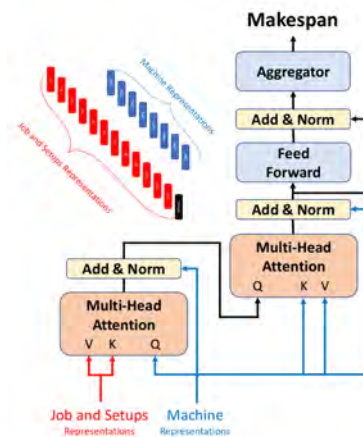 Makespan
Aggregator
Add & Norm
Feed
Forward
Add & Norm
Multi-Head
Attention
Q K V
Machine Representations
Job and Setups Representations
Add & Norm
Multi-Head
Attention
V K Q
Job and Setups
Representations
Machine
Representations